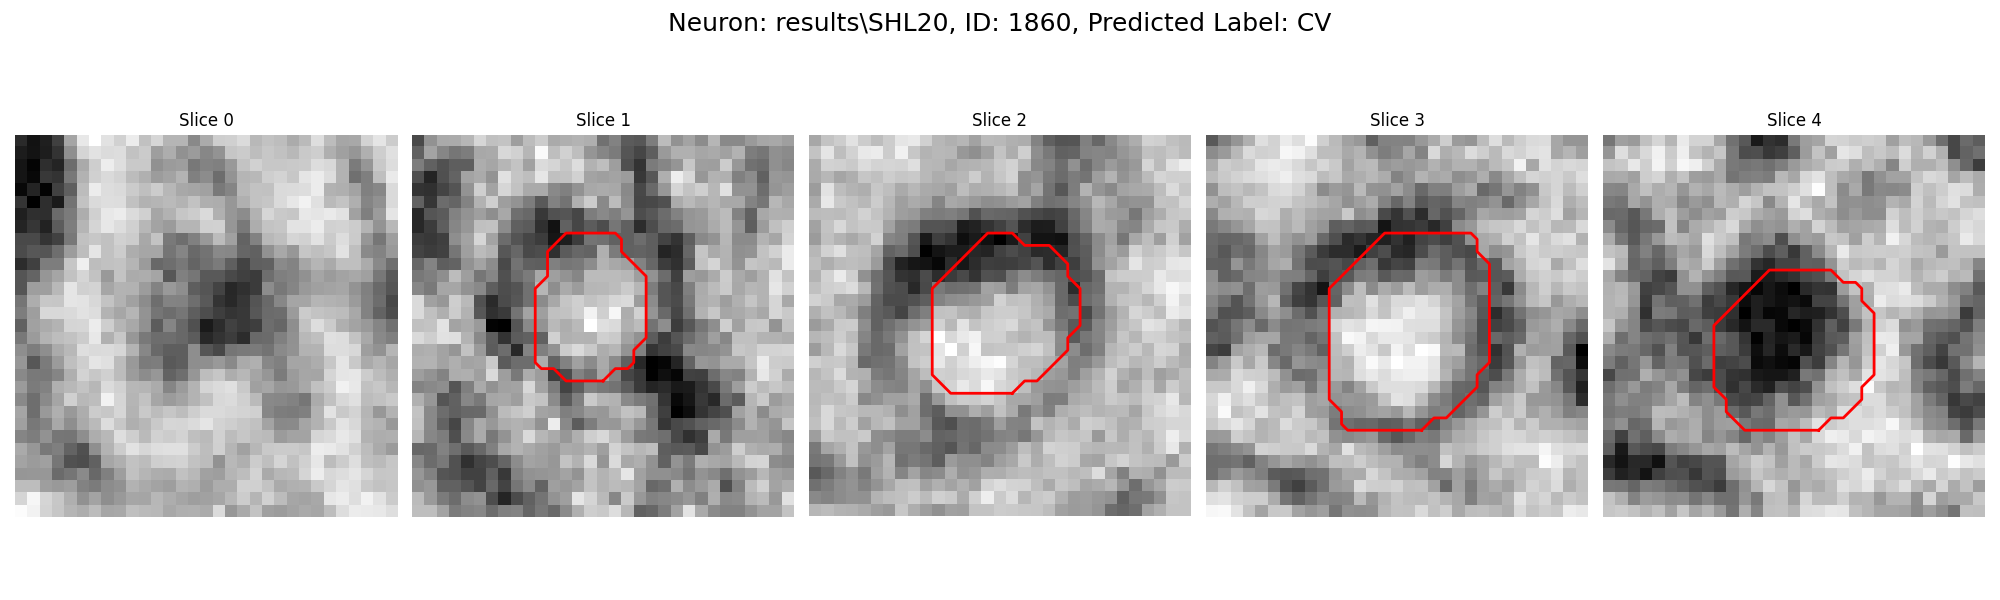 Neuron: results\SHL20, ID: 1860, Predicted Label: CV
Slice 0
Slice 1
Slice 2
Slice 3
Slice 4